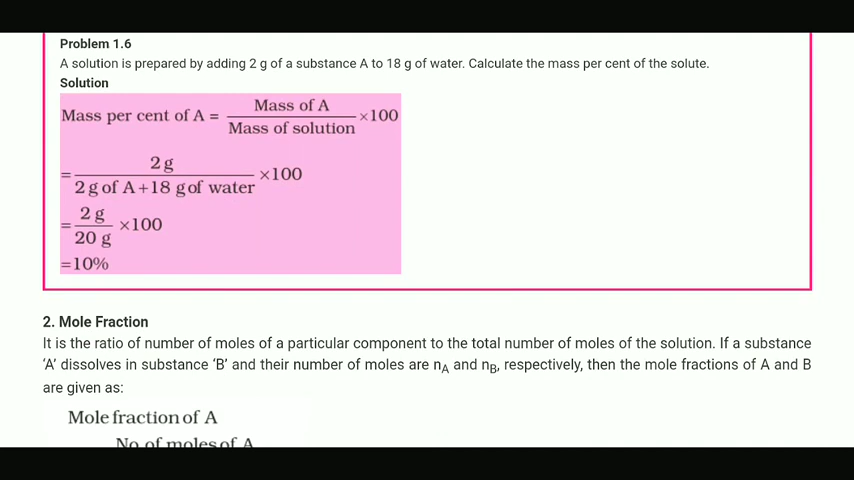 Problem 1.6
A solution is prepared by adding 2 g of a substance A to 18 g of water. Calculate the mass per cent of the solute.
Solution
Mass per cent of A = Mass of A / Mass of solution ×100
= 2 g / 2 g of A+18 g of water ×100
= 2 g / 20 g ×100
=10%
2. Mole Fraction
It is the ratio of number of moles of a particular component to the total number of moles of the solution. If a substance
‘A’ dissolves in substance ‘B’ and their number of moles are nA and nB, respectively, then the mole fractions of A and B
are given as:
Mole fraction of A
No. of moles of A